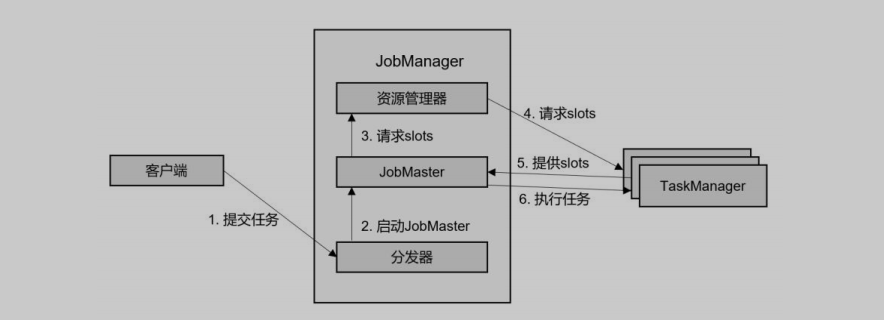 JobManager
资源管理器
4. 请求slots
3. 请求slots
客户端
JobMaster
5. 提供slots
TaskManager
6. 执行任务
1. 提交任务
2. 启动JobMaster
分发器